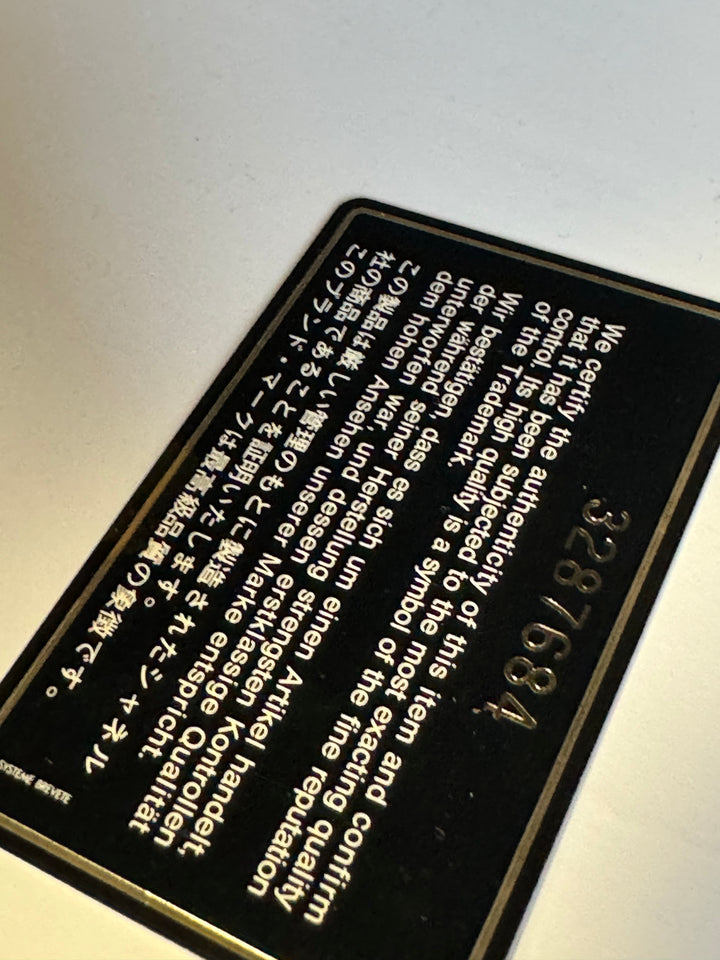 3287684
We certify the authenticity of this item and confirm
that it has been subjected to the most exacting quality
control. Its high quality is a symbol of the fine reputation
of the Trademark.
Wir bestätigen, dass es sich um einen Artikel handelt,
der während seiner Herstellung strengsten Kontrollen
unterworfen war, und dessen erstklassige Qualität
dem hohen Ansehen unserer Marke entspricht.
この製品は厳しい管理のもとに製造されたシャネル
社の商品であることを証明いたします。
このブランド・マークは最高級品質の象徴です。
SYSTEME BREVETE